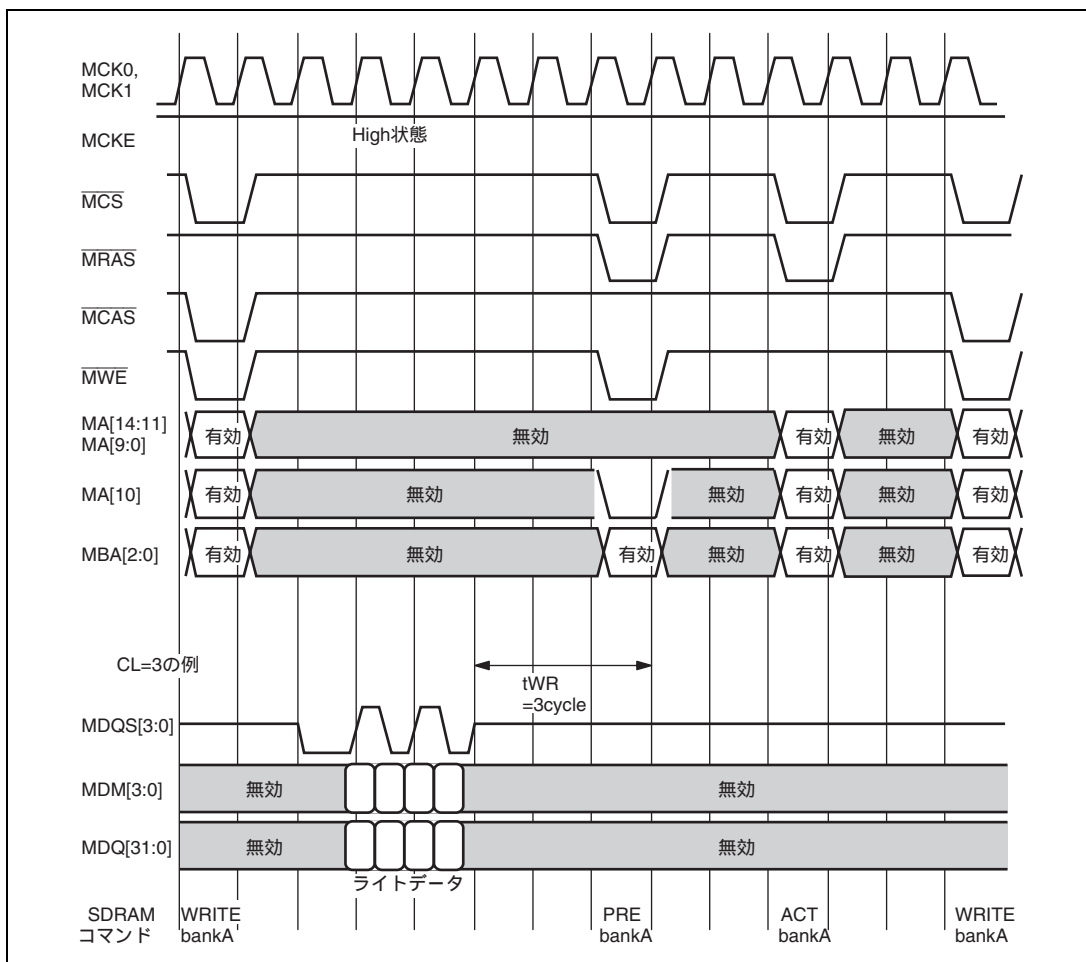 MCK0,
MCK1
MCKE
High状態
MCS
MRAS
MCAS
MWE
MA[14:11]
MA[9:0]
有効 無効 有効 無効 有効
MA[10]
有効 無効 無効 有効 無効 有効
MBA[2:0]
有効 無効 有効 無効 有効 無効 有効
CL=3の例
tWR
=3cycle
MDQS[3:0]
MDM[3:0]
無効 無効
MDQ[31:0]
無効 無効
ライトデータ
SDRAM WRITE PRE ACT WRITE
コマンド bankA bankA bankA bankA